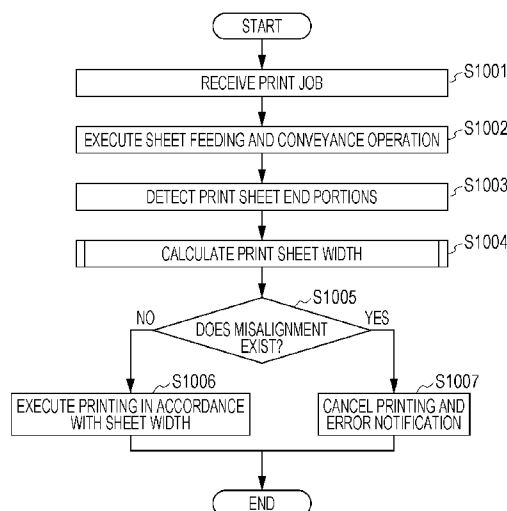 START
RECEIVE PRINT JOB
S1001
EXECUTE SHEET FEEDING AND CONVEYANCE OPERATION
S1002
DETECT PRINT SHEET END PORTIONS
S1003
CALCULATE PRINT SHEET WIDTH
S1004
S1005
NO
DOES MISALIGNMENT
EXIST?
YES
S1006
EXECUTE PRINTING IN ACCORDANCE
WITH SHEET WIDTH
S1007
CANCEL PRINTING AND
ERROR NOTIFICATION
END